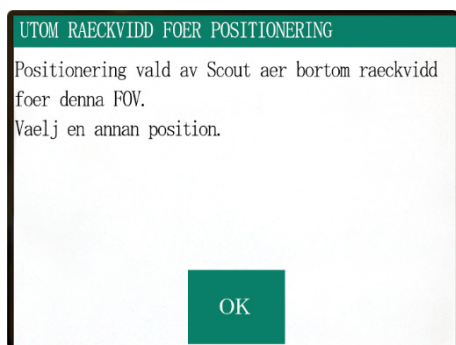 UTOM RAECKVIDD FOER POSITIONERING
Positionering vald av Scout aer bortom raeckvidd
foer denna FOV.
Vaelj en annan position.
OK